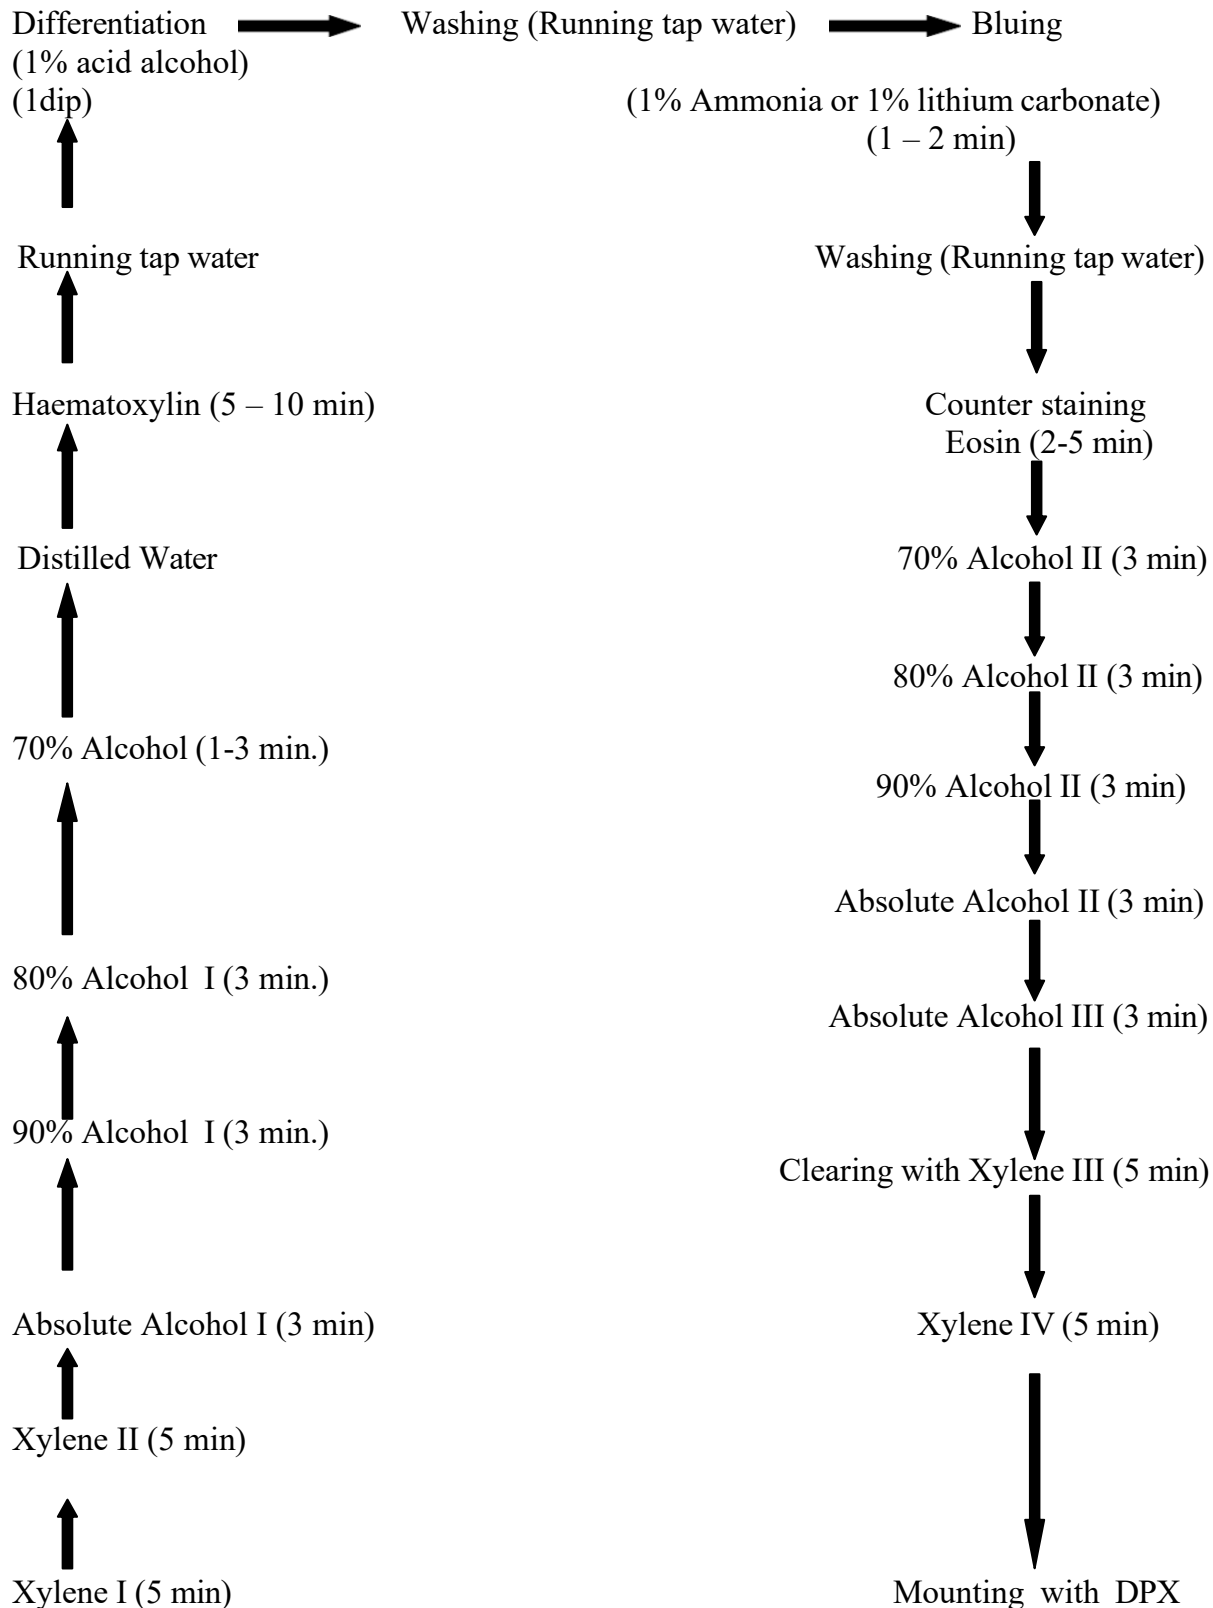 Differentiation Washing (Running tap water) Bluing
(1% acid alcohol)
(1dip) (1% Ammonia or 1% lithium carbonate)
(1 – 2 min)
Running tap water Washing (Running tap water)
Haematoxylin (5 – 10 min) Counter staining
Eosin (2-5 min)
Distilled Water 70% Alcohol II (3 min)
80% Alcohol II (3 min)
70% Alcohol (1-3 min.)
90% Alcohol II (3 min)
Absolute Alcohol II (3 min)
80% Alcohol I (3 min.)
Absolute Alcohol III (3 min)
90% Alcohol I (3 min.)
Clearing with Xylene III (5 min)
Absolute Alcohol I (3 min) Xylene IV (5 min)
Xylene II (5 min)
Xylene I (5 min) Mounting with DPX